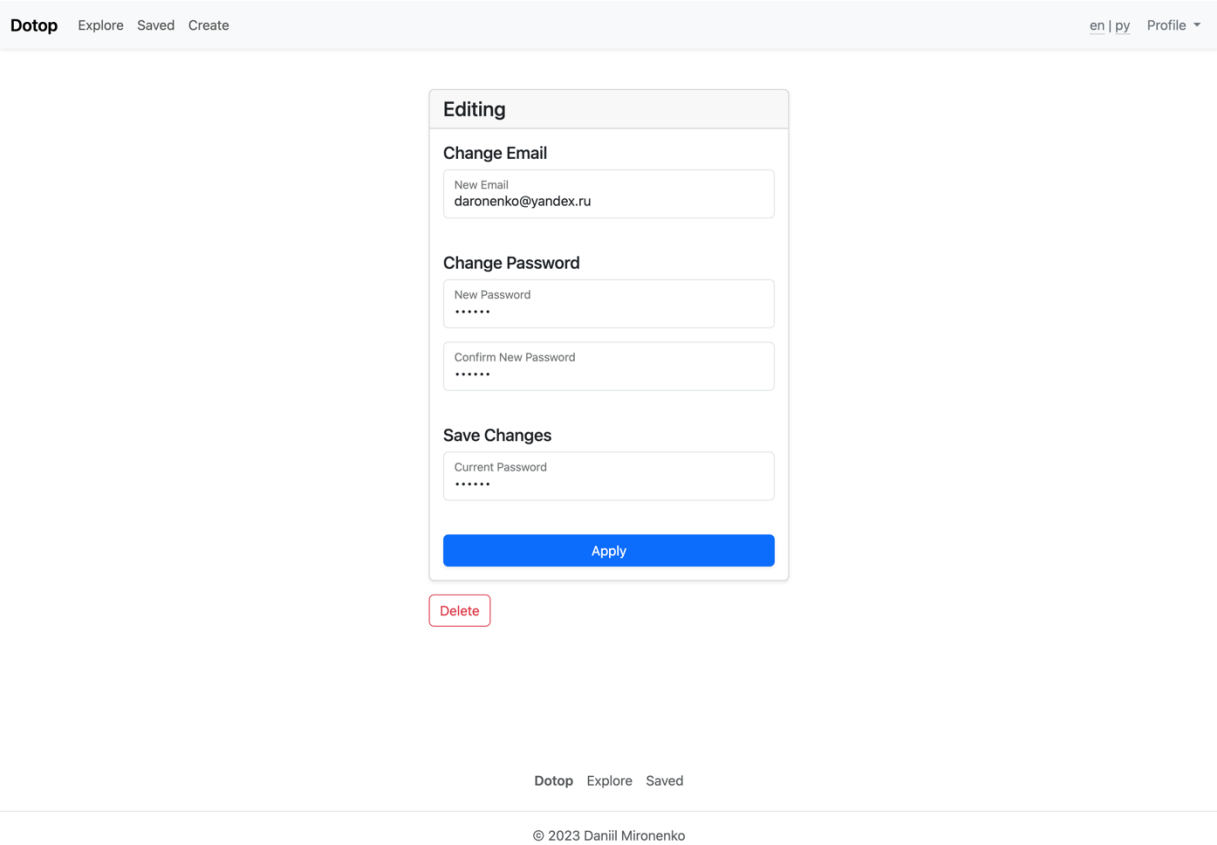 Dotop Explore Saved Create en | ру Profile
Editing
Change Email
New Email
daronenko@yandex.ru
Change Password
New Password
••••••
Confirm New Password
••••••
Save Changes
Current Password
••••••
Apply
Delete
Dotop Explore Saved
© 2023 Daniil Mironenko